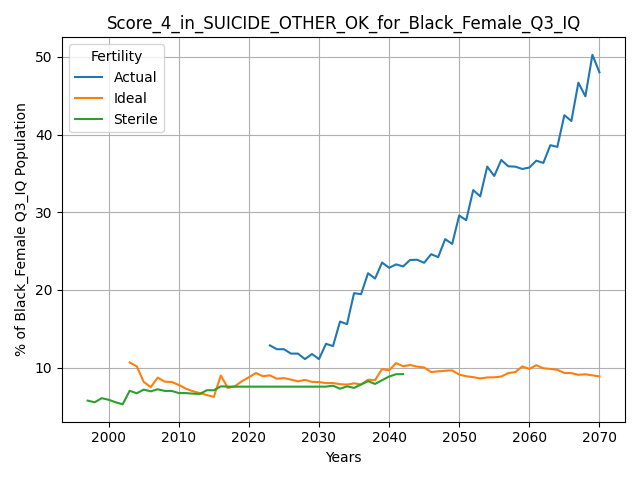 Score_4_in_SUICIDE_OTHER_OK_for_Black_Female_Q3_IQ
Fertility
Actual
Ideal
Sterile
% of Black_Female Q3_IQ Population
50
40
30
20
10
2000 2010 2020 2030 2040 2050 2060 2070
Years